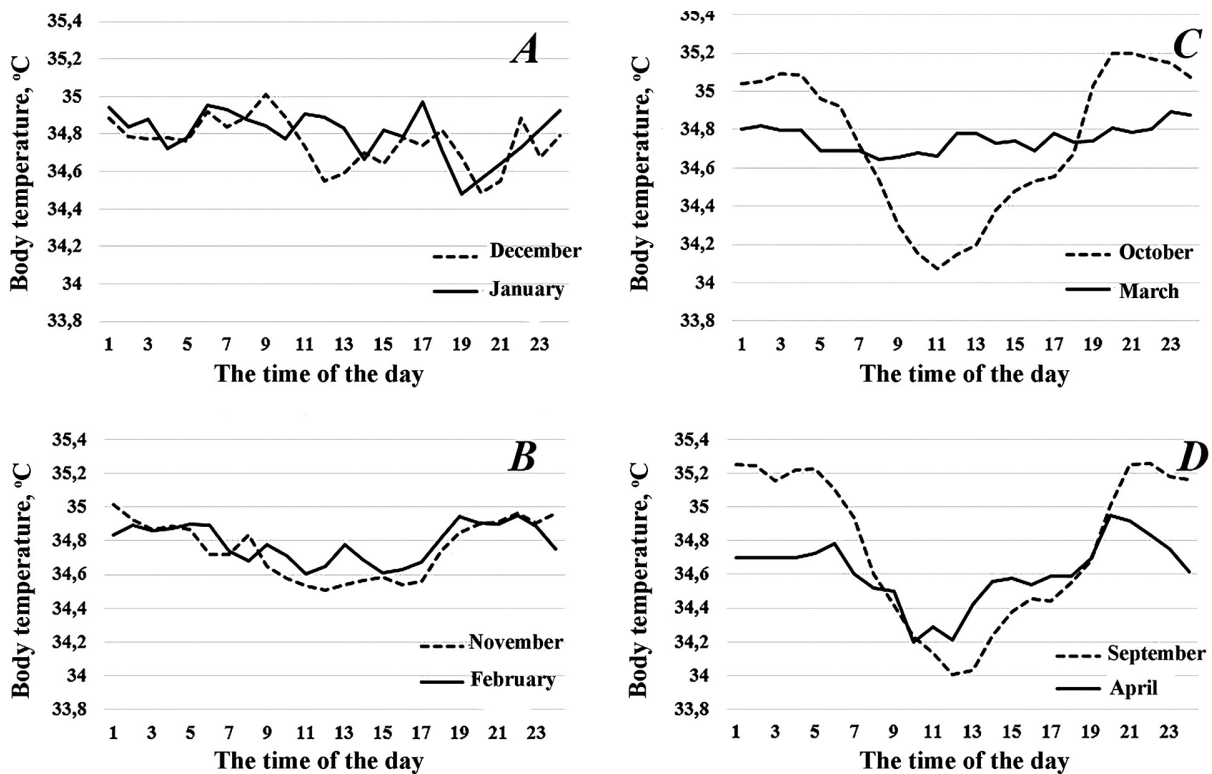 A
Body temperature, °C
35,4
35,2
35
34,8
34,6
34,4
34,2
34
33,8
December
January
1 3 5 7 9 11 13 15 17 19 21 23
The time of the day
C
Body temperature, °C
35,4
35,2
35
34,8
34,6
34,4
34,2
34
33,8
October
March
1 3 5 7 9 11 13 15 17 19 21 23
The time of the day
B
Body temperature, °C
35,4
35,2
35
34,8
34,6
34,4
34,2
34
33,8
November
February
1 3 5 7 9 11 13 15 17 19 21 23
The time of the day
D
Body temperature, °C
35,4
35,2
35
34,8
34,6
34,4
34,2
34
33,8
September
April
1 3 5 7 9 11 13 15 17 19 21 23
The time of the day